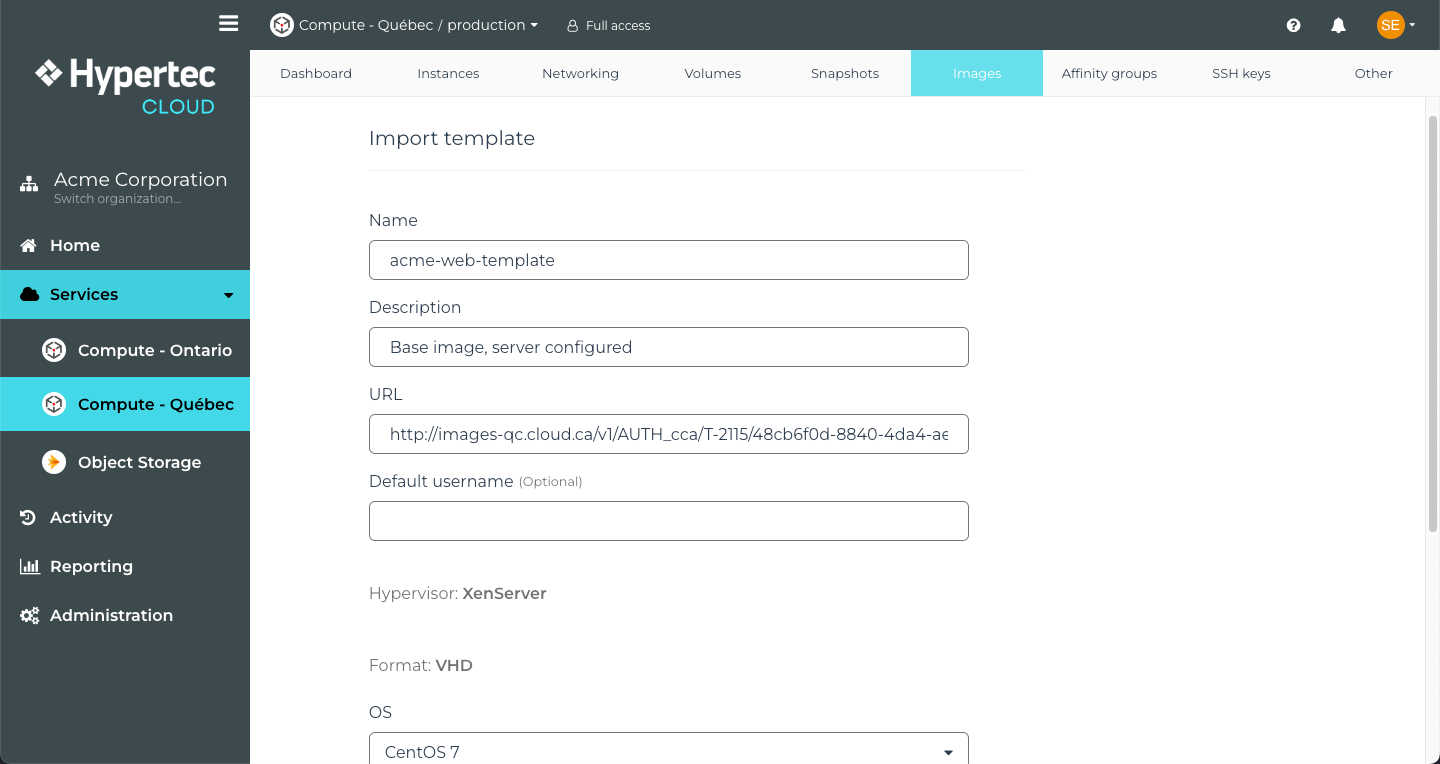 Compute - Québec / production
Full access
SE
Hypertec
CLOUD
Dashboard
Instances
Networking
Volumes
Snapshots
Images
Affinity groups
SSH keys
Other
Acme Corporation
Switch organization...
Home
Services
Compute - Ontario
Compute - Québec
Object Storage
Activity
Reporting
Administration
Import template
Name
acme-web-template
Description
Base image, server configured
URL
http://images-qc.cloud.ca/v1/AUTH_cca/T-2115/48cb6f0d-8840-4da4-ae
Default username (Optional)
Hypervisor: XenServer
Format: VHD
OS
CentOS 7